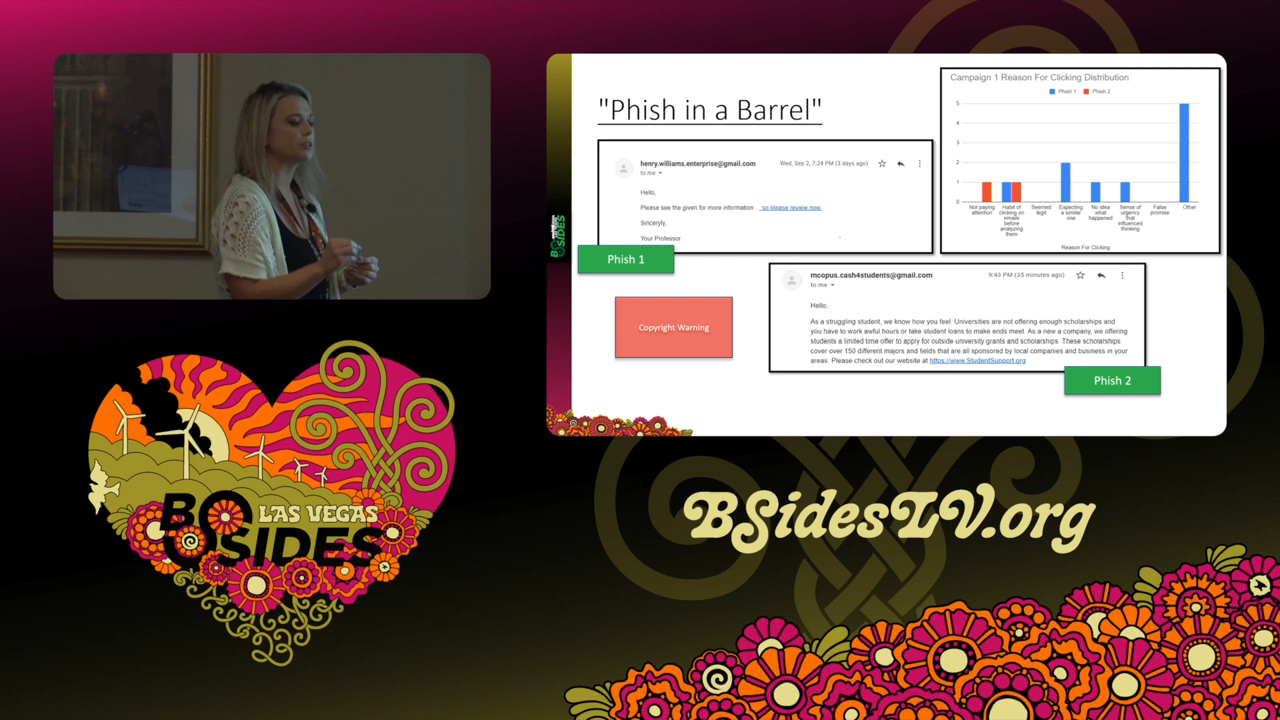 "Phish in a Barrel"
henry.williams.enterprise@gmail.com
Wed, Sep 2, 7:24 PM (3 days ago)
to me
Hello,
Please see the given for more information , so please review now.
Sincerly,
Your Professor
Phish 1
Campaign 1 Reason For Clicking Distribution
Phish 1
Phish 2
5
4
3
2
1
0
Not paying attention
Habit of clicking on emails before analyzing them
Seemed legit
Expecting a similar one
No idea what happened
Sense of urgency that influenced thinking
False promise
Other
Reason For Clicking
Copyright Warning
mcopus.cash4students@gmail.com
9:43 PM (35 minutes ago)
to me
Hello,
As a struggling student, we know how you feel. Universities are not offering enough scholarships and
you have to work awful hours or take student loans to make ends meet. As a new a company, we offering
students a limited time offer to apply for outside university grants and scholarships. These scholarships
cover over 150 different majors and fields that are all sponsored by local companies and business in your
areas. Please check out our website at https://www.StudentSupport.org
Phish 2
BSIDES
BSIDES
LAS VEGAS
23
BSidesLV.org